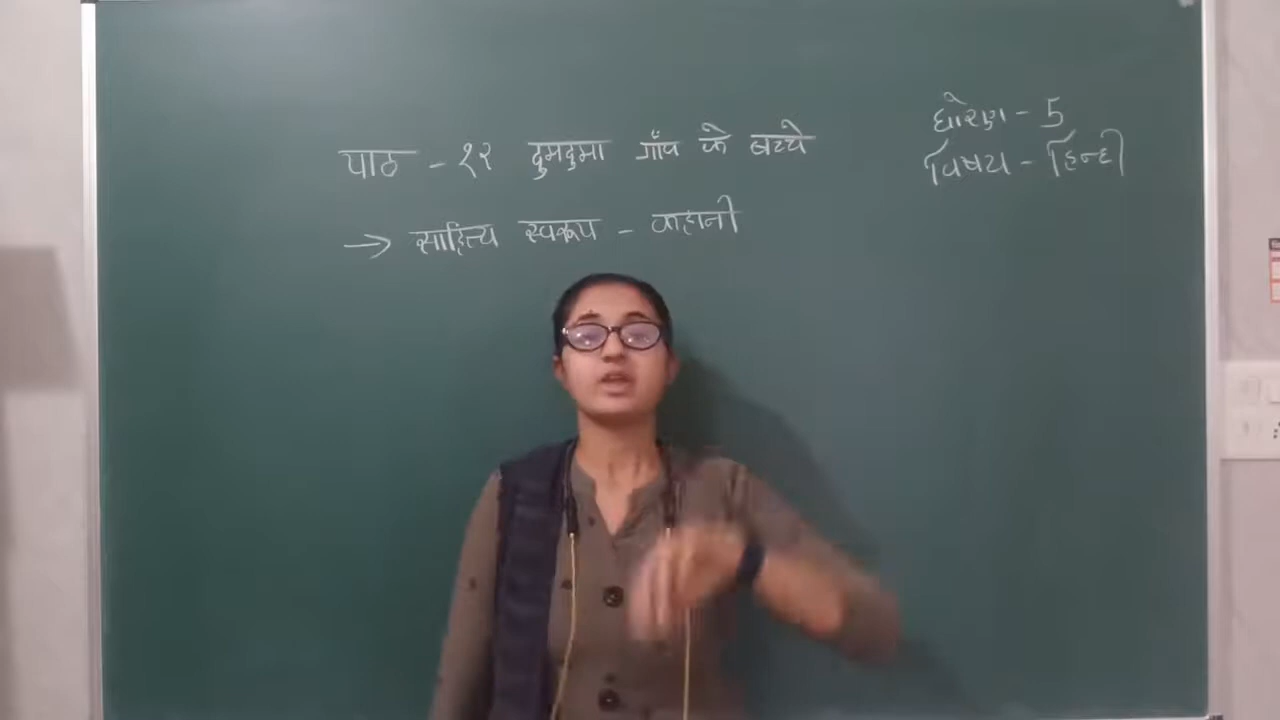 पाठ - १२ दुमदुमा गाँव के बच्चे
→ साहित्य स्वरूप - कहानी
धोरण - 5
विषय - हिन्दी